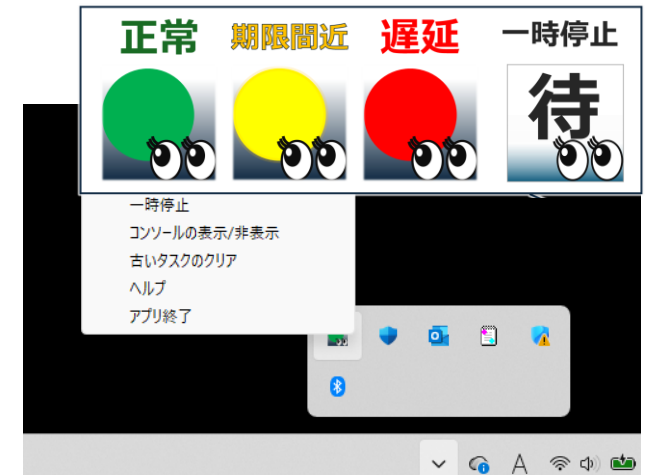 正常 期限間近 遅延 一時停止
待
一時停止
コンソールの表示/非表示
古いタスクのクリア
ヘルプ
アプリ終了
A